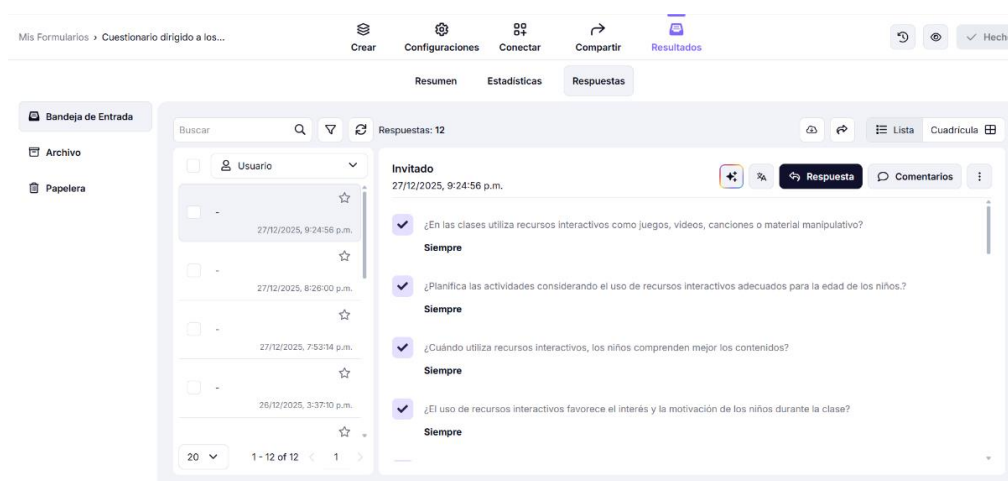 Mis Formularios > Cuestionario dirigido a los...
Crear
Configuraciones
Conectar
Compartir
Resultados
Hech
Resumen
Estadísticas
Respuestas
Bandeja de Entrada
Archivo
Papelera
Buscar
Respuestas: 12
Lista
Cuadrícula
Usuario
-
27/12/2025, 9:24:56 p.m.
-
27/12/2025, 8:26:00 p.m.
-
27/12/2025, 7:53:14 p.m.
-
26/12/2025, 3:37:10 p.m.
20
1 - 12 of 12
1
Invitado
27/12/2025, 9:24:56 p.m.
Respuesta
Comentarios
¿En las clases utiliza recursos interactivos como juegos, videos, canciones o material manipulativo?
Siempre
¿Planifica las actividades considerando el uso de recursos interactivos adecuados para la edad de los niños.?
Siempre
¿Cuándo utiliza recursos interactivos, los niños comprenden mejor los contenidos?
Siempre
¿El uso de recursos interactivos favorece el interés y la motivación de los niños durante la clase?
Siempre